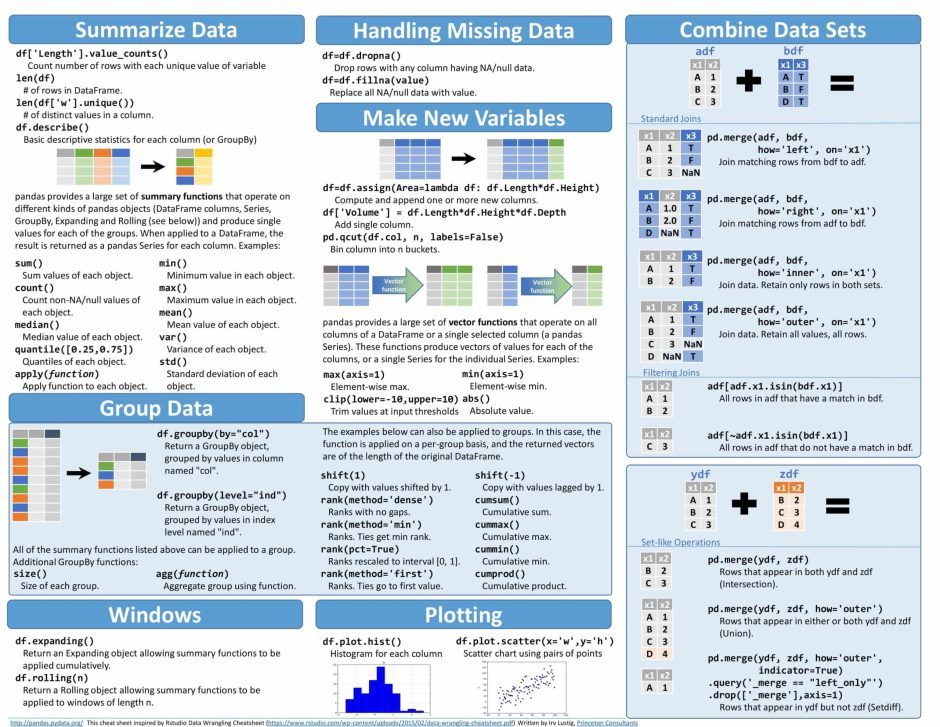 Summarize Data
df['Length'].value_counts()
Count number of rows with each unique value of variable
len(df)
# of rows in DataFrame.
len(df['w'].unique())
# of distinct values in a column.
df.describe()
Basic descriptive statistics for each column (or GroupBy)
pandas provides a large set of summary functions that operate on
different kinds of pandas objects (DataFrame columns, Series,
GroupBy, Expanding and Rolling (see below)) and produce single
values for each of the groups. When applied to a DataFrame, the
result is returned as a pandas Series for each column. Examples:
sum()
Sum values of each object.
count()
Count non-NA/null values of
each object.
median()
Median value of each object.
quantile([0.25,0.75])
Quantiles of each object.
apply(function)
Apply function to each object.
min()
Minimum value in each object.
max()
Maximum value in each object.
mean()
Mean value of each object.
var()
Variance of each object.
std()
Standard deviation of each
object.
Group Data
df.groupby(by="col")
Return a GroupBy object,
grouped by values in column
named "col".
df.groupby(level="ind")
Return a GroupBy object,
grouped by values in index
level named "ind".
All of the summary functions listed above can be applied to a group.
Additional GroupBy functions:
size()
Size of each group.
agg(function)
Aggregate group using function.
Windows
df.expanding()
Return an Expanding object allowing summary functions to be
applied cumulatively.
df.rolling(n)
Return a Rolling object allowing summary functions to be
applied to windows of length n.
Handling Missing Data
df=df.dropna()
Drop rows with any column having NA/null data.
df=df.fillna(value)
Replace all NA/null data with value.
Make New Variables
df=df.assign(Area=lambda df: df.Length*df.Height)
Compute and append one or more new columns.
df['Volume'] = df.Length*df.Height*df.Depth
Add single column.
pd.qcut(df.col, n, labels=False)
Bin column into n buckets.
Vector
function
Vector
function
pandas provides a large set of vector functions that operate on all
columns of a DataFrame or a single selected column (a pandas
Series). These functions produce vectors of values for each of the
columns, or a single Series for the individual Series. Examples:
max(axis=1)
Element-wise max.
clip(lower=-10,upper=10)
Trim values at input thresholds
min(axis=1)
Element-wise min.
abs()
Absolute value.
The examples below can also be applied to groups. In this case, the
function is applied on a per-group basis, and the returned vectors
are of the length of the original DataFrame.
shift(1)
Copy with values shifted by 1.
rank(method='dense')
Ranks with no gaps.
rank(method='min')
Ranks. Ties get min rank.
rank(pct=True)
Ranks rescaled to interval [0, 1].
rank(method='first')
Ranks. Ties go to first value.
shift(-1)
Copy with values lagged by 1.
cumsum()
Cumulative sum.
cummax()
Cumulative max.
cummin()
Cumulative min.
cumprod()
Cumulative product.
Plotting
df.plot.hist()
Histogram for each column
df.plot.scatter(x='w',y='h')
Scatter chart using pairs of points
Combine Data Sets
adf
x1 x2
A 1
B 2
C 3
+
bdf
x1 x3
A T
B F
D T
=
Standard Joins
x1 x2 x3
A 1 T
B 2 F
C 3 NaN
pd.merge(adf, bdf,
how='left', on='x1')
Join matching rows from bdf to adf.
x1 x2 x3
A 1.0 T
B 2.0 F
D NaN T
pd.merge(adf, bdf,
how='right', on='x1')
Join matching rows from adf to bdf.
x1 x2 x3
A 1 T
B 2 F
pd.merge(adf, bdf,
how='inner', on='x1')
Join data. Retain only rows in both sets.
x1 x2 x3
A 1 T
B 2 F
C 3 NaN
D NaN T
pd.merge(adf, bdf,
how='outer', on='x1')
Join data. Retain all values, all rows.
Filtering Joins
x1 x2
A 1
B 2
adf[adf.x1.isin(bdf.x1)]
All rows in adf that have a match in bdf.
x1 x2
C 3
adf[~adf.x1.isin(bdf.x1)]
All rows in adf that do not have a match in bdf.
ydf
x1 x2
A 1
B 2
C 3
+
zdf
x1 x2
B 2
C 3
D 4
=
Set-like Operations
x1 x2
B 2
C 3
pd.merge(ydf, zdf)
Rows that appear in both ydf and zdf
(Intersection).
x1 x2
A 1
B 2
C 3
D 4
pd.merge(ydf, zdf, how='outer')
Rows that appear in either or both ydf and zdf
(Union).
x1 x2
A 1
pd.merge(ydf, zdf, how='outer',
indicator=True)
.query('_merge == "left_only"')
.drop(['_merge'],axis=1)
Rows that appear in ydf but not zdf (Setdiff).
http://pandas.pydata.org/ This cheat sheet inspired by Rstudio Data Wrangling Cheatsheet (https://www.rstudio.com/wp-content/uploads/2015/02/data-wrangling-cheatsheet.pdf) Written by Irv Lustig, Princeton Consultants